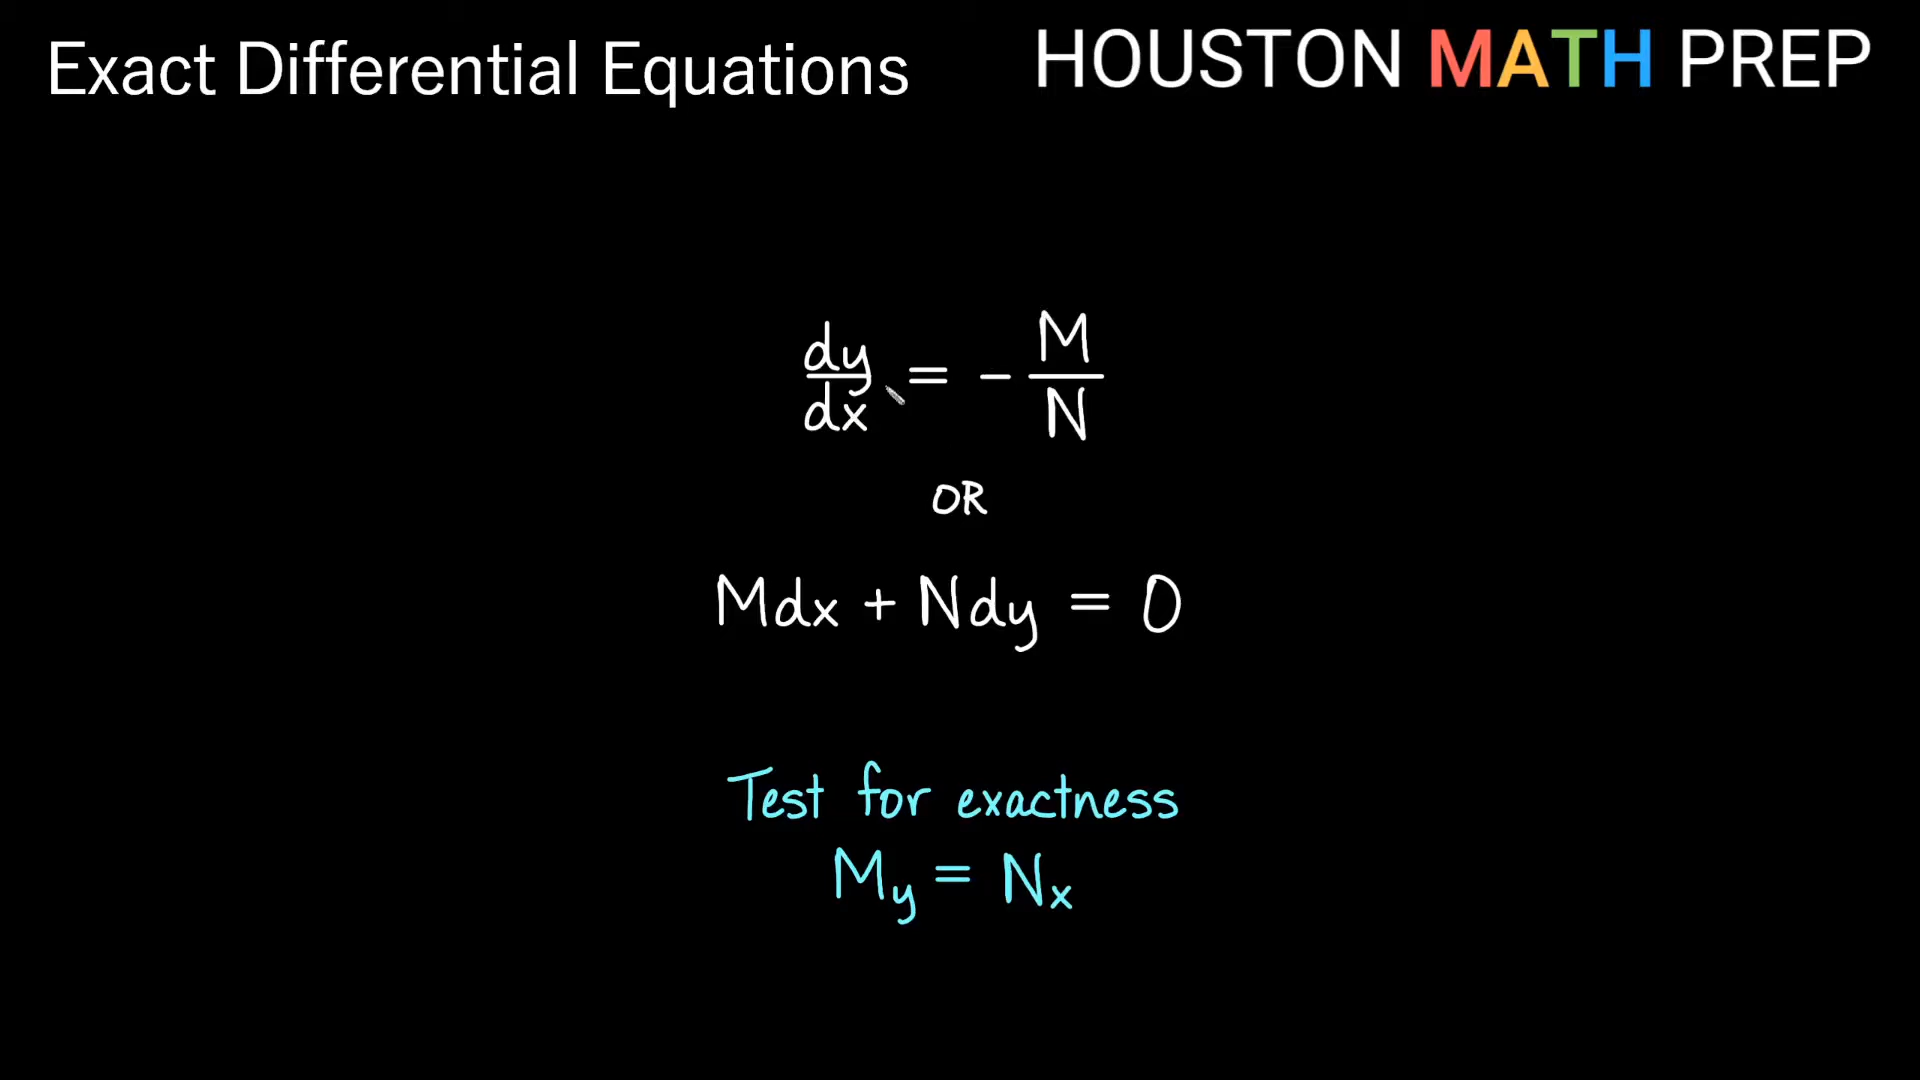 Exact Differential Equations
HOUSTON MATH PREP
dy/dx = - M/N
OR
Mdx + Ndy = 0
Test for exactness
My = Nx